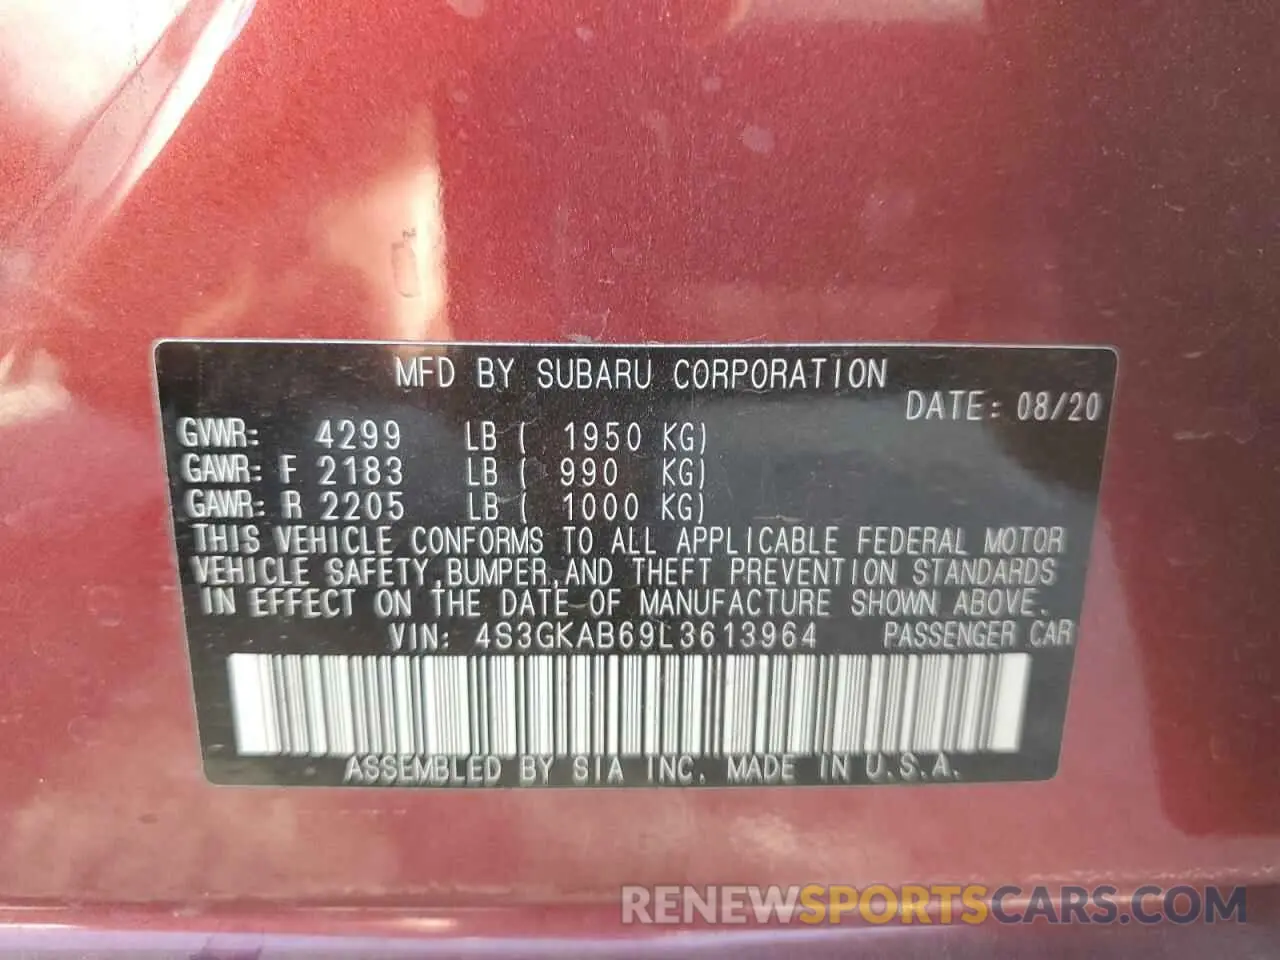 MFD BY SUBARU CORPORATION
DATE: 08/20
GVWR: 4299 LB ( 1950 KG)
GAWR: F 2183 LB ( 990 KG)
GAWR: R 2205 LB ( 1000 KG)
THIS VEHICLE CONFORMS TO ALL APPLICABLE FEDERAL MOTOR
VEHICLE SAFETY,BUMPER,AND THEFT PREVENTION STANDARDS
IN EFFECT ON THE DATE OF MANUFACTURE SHOWN ABOVE.
VIN: 4S3GKAB69L3613964 PASSENGER CAR
ASSEMBLED BY SIA INC. MADE IN U.S.A.
RENEWSPORTSCARS.COM